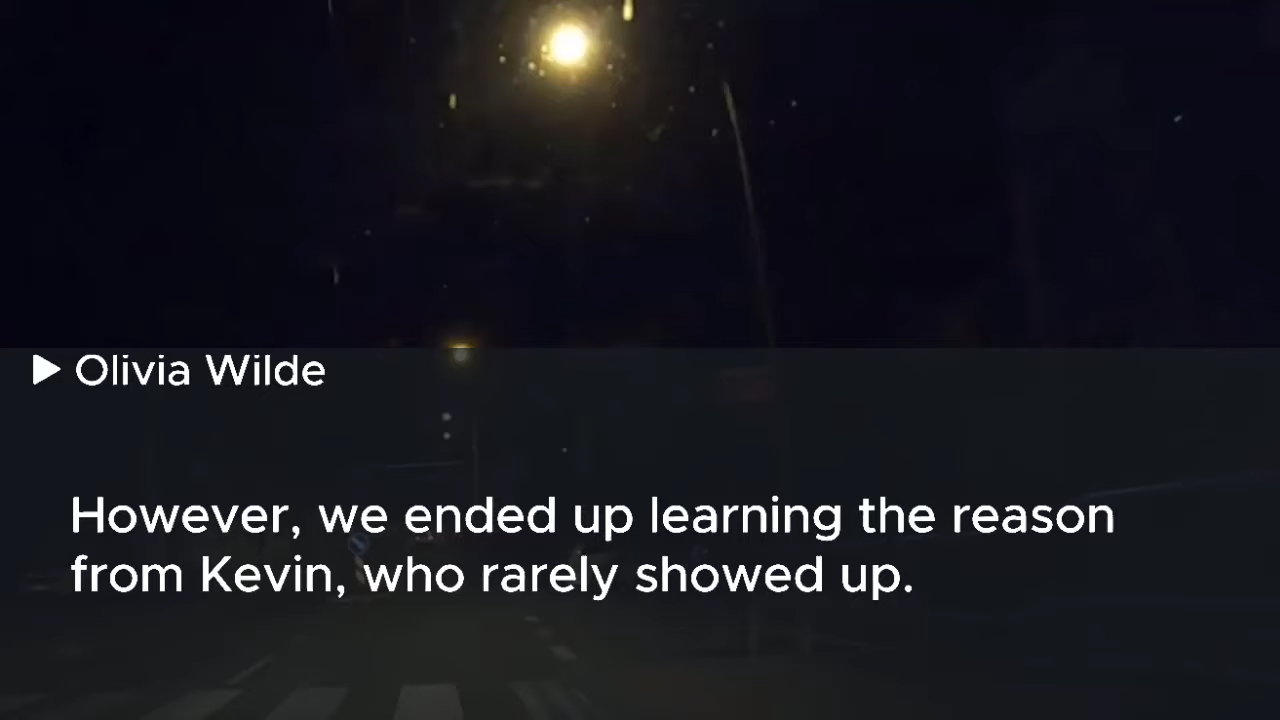 Olivia Wilde
However, we ended up learning the reason
from Kevin, who rarely showed up.